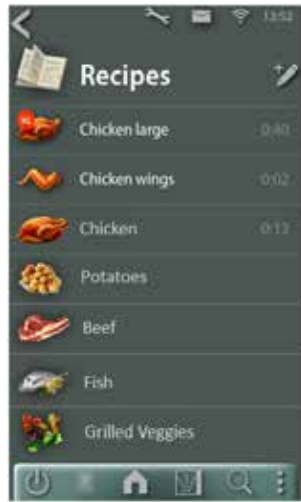 13:52
Recipes
XL
Chicken large 0:40
Chicken wings 0:02
Chicken 0:13
Potatoes
Beef
Fish
Grilled Veggies